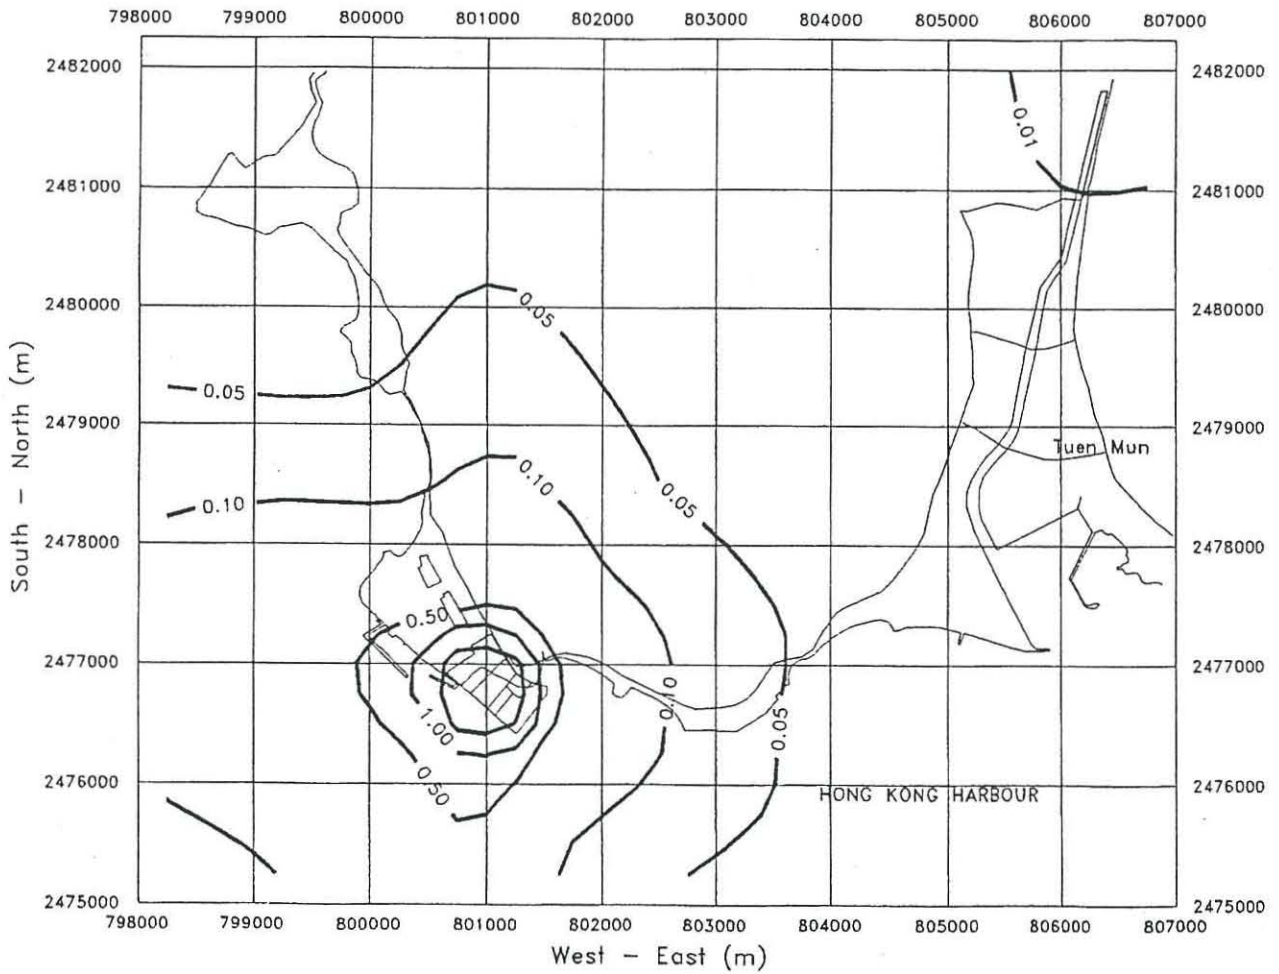 798000 799000 800000 801000 802000 803000 804000 805000 806000 807000
2482000 2482000
0.01
2481000 2481000
2480000 0.05 2480000
0.05
2479000 2479000
Tuen Mun
0.10 0.10 0.05
2478000 2478000
0.50
2477000 2477000
0.10
1.00 0.05
2476000 0.50 HONG KONG HARBOUR 2476000
2475000 2475000
798000 799000 800000 801000 802000 803000 804000 805000 806000 807000
West - East (m)
South - North (m)